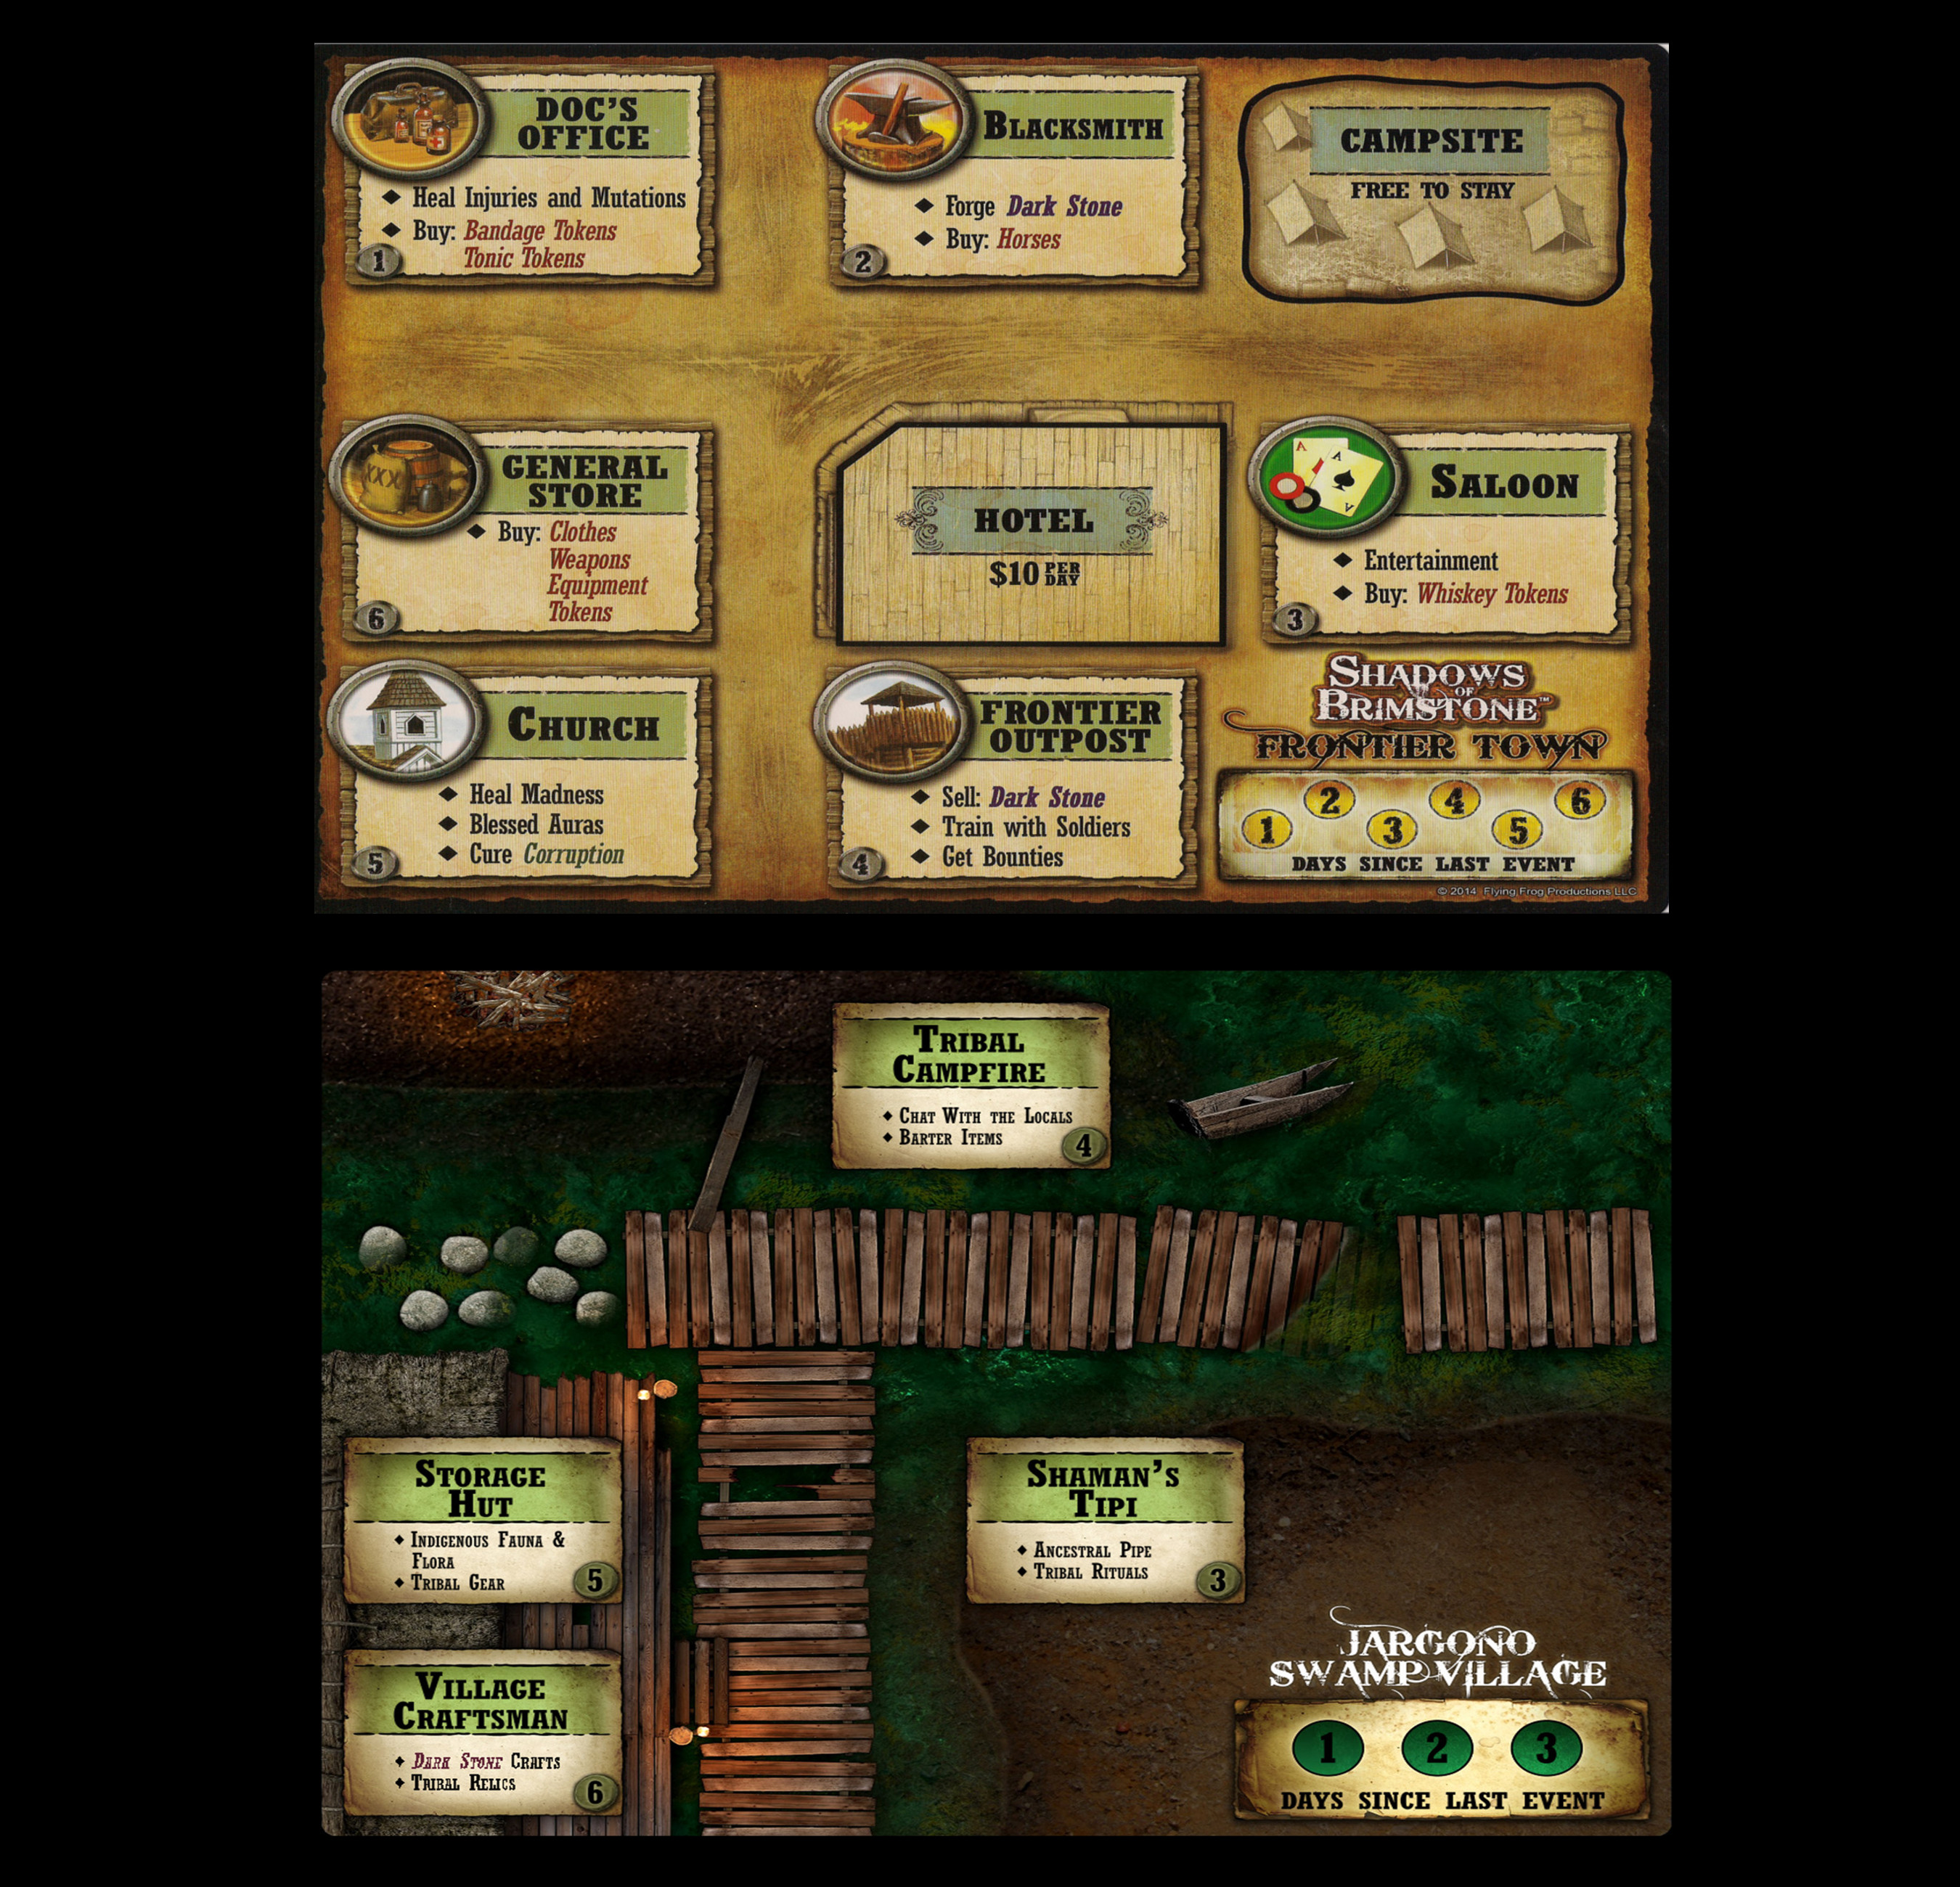 DOC'S
OFFICE
Heal Injuries and Mutations
Buy: Bandage Tokens
Tonic Tokens
1
BLACKSMITH
Forge Dark Stone
Buy: Horses
2
CAMPSITE
FREE TO STAY
GENERAL
STORE
Buy: Clothes
Weapons
Equipment
Tokens
6
XXX
HOTEL
$10 PER DAY
A
A
A
SALOON
Entertainment
Buy: Whiskey Tokens
3
CHURCH
Heal Madness
Blessed Auras
Cure Corruption
5
FRONTIER
OUTPOST
Sell: Dark Stone
Train with Soldiers
Get Bounties
4
SHADOWS
OF
BRIMSTONE™
FRONTIER TOWN
1 2 3 4 5 6
DAYS SINCE LAST EVENT
© 2014 Flying Frog Productions LLC
TRIBAL
CAMPFIRE
CHAT WITH THE LOCALS
BARTER ITEMS
4
STORAGE
HUT
INDIGENOUS FAUNA &
FLORA
TRIBAL GEAR
5
SHAMAN'S
TIPI
ANCESTRAL PIPE
TRIBAL RITUALS
3
VILLAGE
CRAFTSMAN
DARK STONE CRAFTS
TRIBAL RELICS
6
JARGONO
SWAMP VILLAGE
1 2 3
DAYS SINCE LAST EVENT